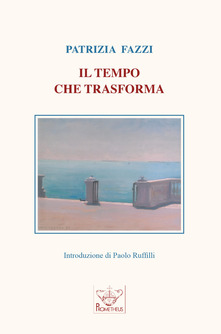 PATRIZIA FAZZI
IL TEMPO
CHE TRASFORMA
Introduzione di Paolo Ruffilli
PROMETHEUS